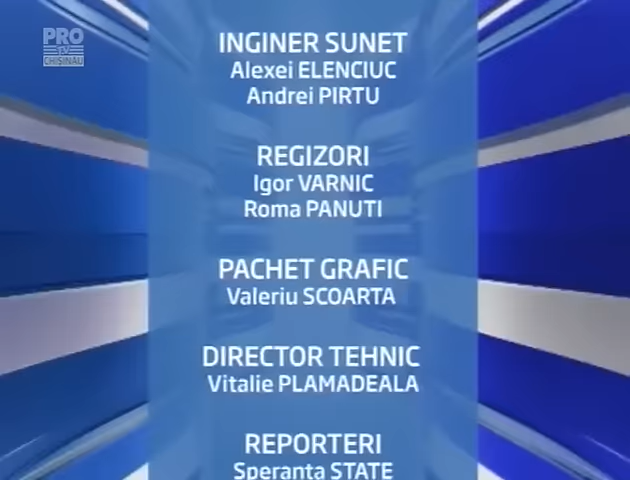 PRO
TV
CHIȘINĂU
INGINER SUNET
Alexei ELENCIUC
Andrei PIRTU
REGIZORI
Igor VARNIC
Roma PANUTI
PACHET GRAFIC
Valeriu SCOARTA
DIRECTOR TEHNIC
Vitalie PLAMADEALA
REPORTERI
Speranta STATE